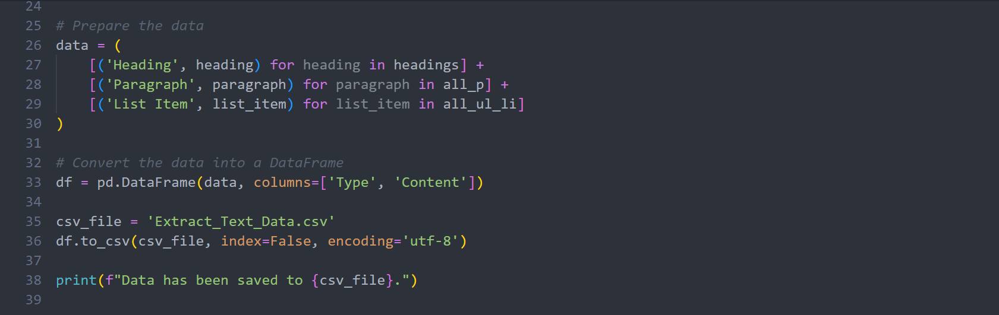 24
25 # Prepare the data
26 data = (
27     [('Heading', heading) for heading in headings] +
28     [('Paragraph', paragraph) for paragraph in all_p] +
29     [('List Item', list_item) for list_item in all_ul_li]
30 )
31
32 # Convert the data into a DataFrame
33 df = pd.DataFrame(data, columns=['Type', 'Content'])
34
35 csv_file = 'Extract_Text_Data.csv'
36 df.to_csv(csv_file, index=False, encoding='utf-8')
37
38 print(f"Data has been saved to {csv_file}.")
39